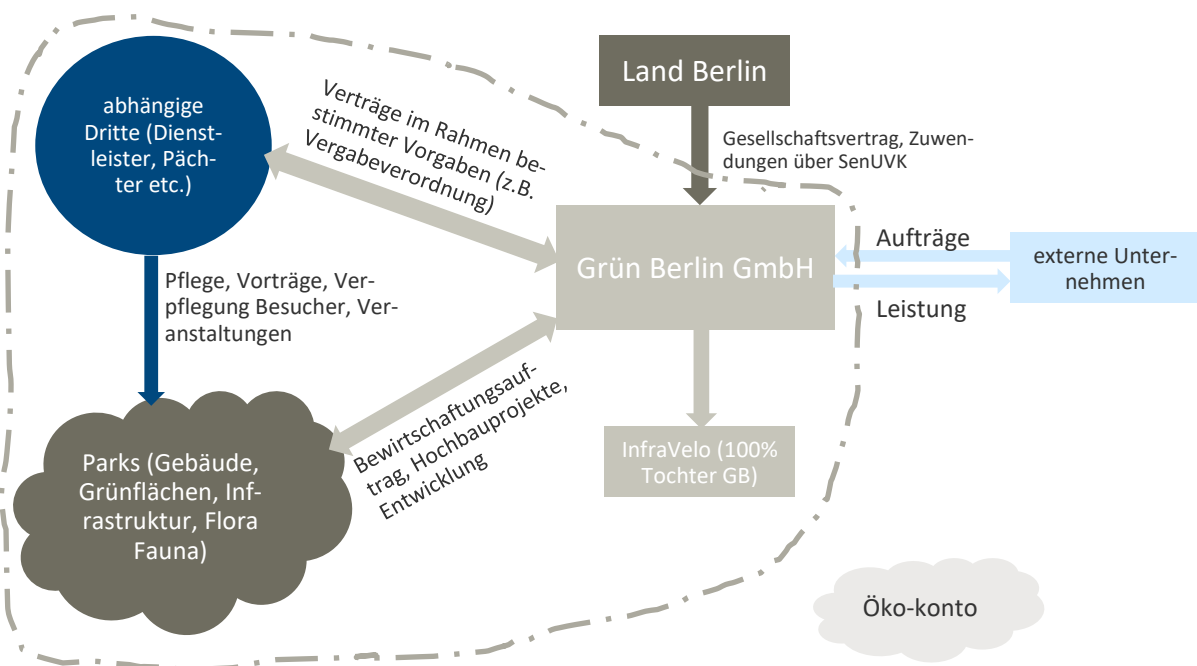 Land Berlin
abhängige
Dritte (Dienst-
leister, Päch-
ter etc.)
Verträge im Rahmen be-
stimmter Vorgaben (z.B.
Vergabeverordnung)
Gesellschaftsvertrag, Zuwen-
dungen über SenUVK
Grün Berlin GmbH
Aufträge
Leistung
externe Unter-
nehmen
Pflege, Vorträge, Ver-
pflegung Besucher, Ver-
anstaltungen
Bewirtschaftungsauf-
trag, Hochbauprojekte,
Entwicklung
InfraVelo (100%
Tochter GB)
Parks (Gebäude,
Grünflächen, Inf-
rastruktur, Flora
Fauna)
Öko-konto